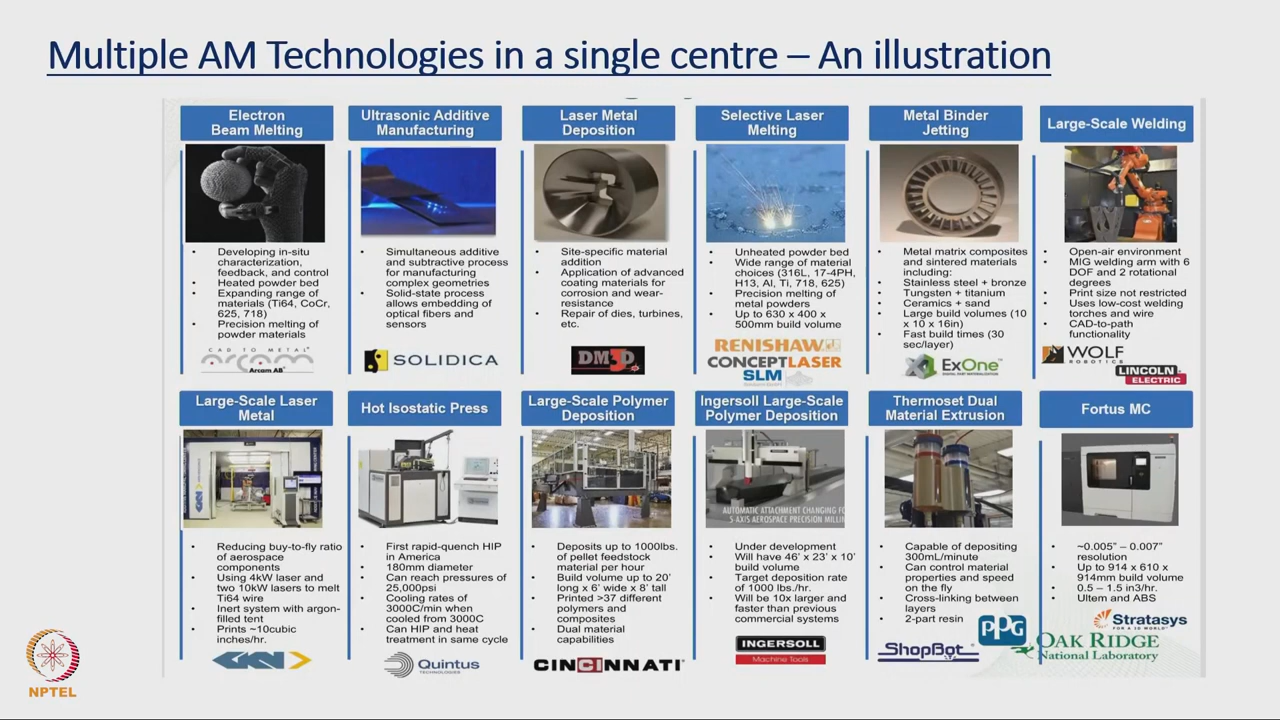 Multiple AM Technologies in a single centre – An illustration
Electron
Beam Melting
• Developing in-situ
characterization,
feedback, and control
• Heated powder bed
• Expanding range of
materials (Ti64, CoCr,
625, 718)
• Precision melting of
powder materials
CAD TO METAL
arcam
Arcam AB
Ultrasonic Additive
Manufacturing
• Simultaneous additive
and subtractive process
for manufacturing
complex geometries
• Solid-state process
allows embedding of
optical fibers and
sensors
SOLIDICA
Laser Metal
Deposition
• Site-specific material
addition
• Application of advanced
coating materials for
corrosion and wear-
resistance
• Repair of dies, turbines,
etc.
DM3D
Selective Laser
Melting
• Unheated powder bed
• Wide range of material
choices (316L, 17-4PH,
H13, Al, Ti, 718, 625)
• Precision melting of
metal powders
• Up to 630 x 400 x
500mm build volume
RENISHAW
CONCEPTLASER
SLM
Metal Binder
Jetting
• Metal matrix composites
and sintered materials
including:
• Stainless steel + bronze
• Tungsten + titanium
• Ceramics + sand
• Large build volumes (10
x 10 x 16in)
• Fast build times (30
sec/layer)
ExOne
DIGITAL PART MATERIALIZATION
Large-Scale Welding
• Open-air environment
• MIG welding arm with 6
DOF and 2 rotational
degrees
• Print size not restricted
• Uses low-cost welding
torches and wire
• CAD-to-path
functionality
WOLF
ROBOTICS
LINCOLN
ELECTRIC
Large-Scale Laser
Metal
• Reducing buy-to-fly ratio
of aerospace
components
• Using 4kW laser and
two 10kW lasers to melt
Ti64 wire
• Inert system with argon-
filled tent
• Prints ~10cubic
inches/hr.
GKN
Hot Isostatic Press
• First rapid-quench HIP
in America
• 180mm diameter
• Can reach pressures of
25,000psi
• Cooling rates of
3000C/min when
cooled from 3000C
• Can HIP and heat
treatment in same cycle
Quintus
TECHNOLOGIES
Large-Scale Polymer
Deposition
• Deposits up to 1000lbs.
of pellet feedstock
material per hour
• Build volume up to 20'
long x 6' wide x 8' tall
• Printed >37 different
polymers and
composites
• Dual material
capabilities
CINCINNATI
Ingersoll Large-Scale
Polymer Deposition
AUTOMATIC ATTACHMENT CHANGING FO
5-AXIS AEROSPACE PRECISION MILLIN
• Under development
• Will have 46' x 23' x 10'
build volume
• Target deposition rate
of 1000 lbs./hr.
• Will be 10x larger and
faster than previous
commercial systems
INGERSOLL
Machine Tools
Thermoset Dual
Material Extrusion
• Capable of depositing
300mL/minute
• Can control material
properties and speed
on the fly
• Cross-linking between
layers
• 2-part resin
PPG
ShopBot
Fortus MC
• ~0.005" – 0.007"
resolution
• Up to 914 x 610 x
914mm build volume
• 0.5 – 1.5 in3/hr.
• Ultem and ABS
Stratasys
FOR A 3D WORLD
OAK RIDGE
National Laboratory
NPTEL